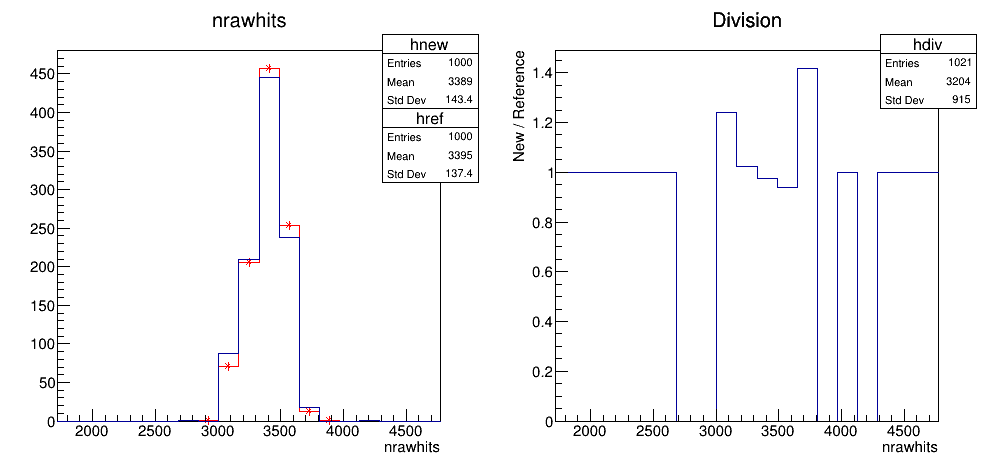 nrawhits
hnew
Entries 1000
Mean 3389
Std Dev 143.4
href
Entries 1000
Mean 3395
Std Dev 137.4
450
400
350
300
250
200
150
100
50
0
2000 2500 3000 3500 4000 4500
nrawhits
Division
hdiv
Entries 1021
Mean 3204
Std Dev 915
New / Reference
1.4
1.2
1
0.8
0.6
0.4
0.2
0
2000 2500 3000 3500 4000 4500
nrawhits